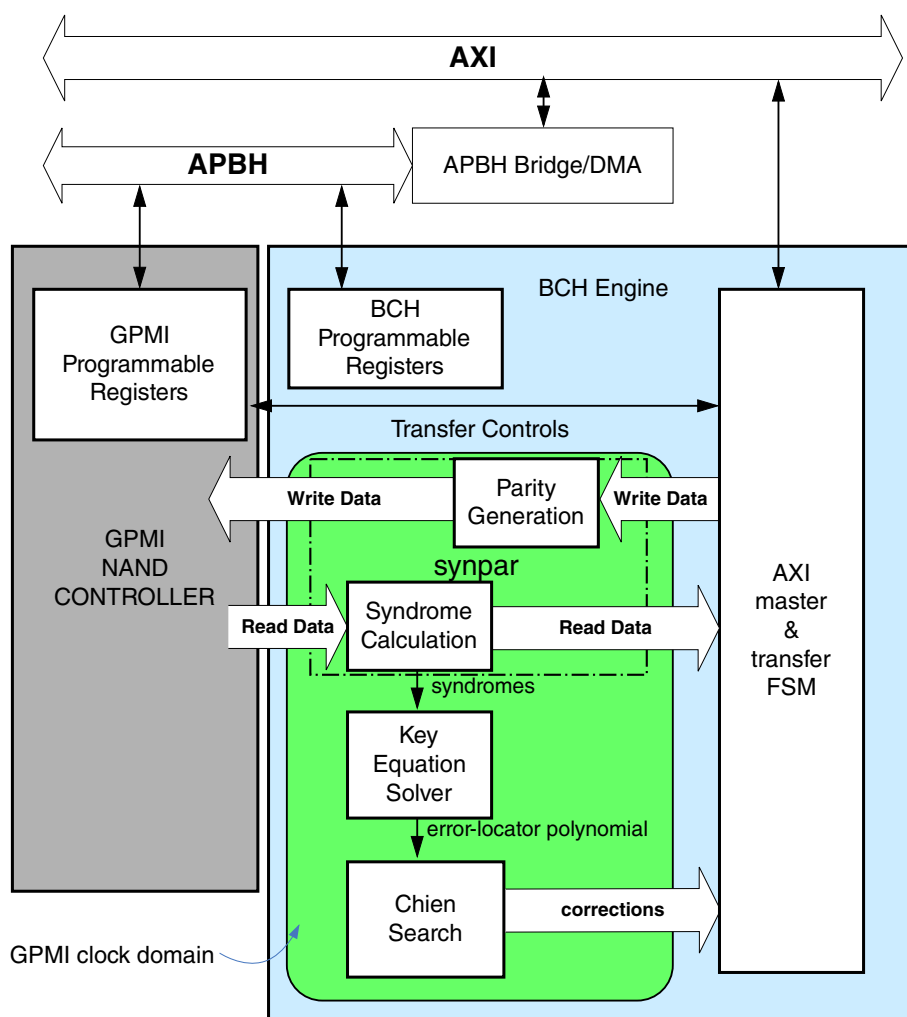 AXI
APBH
APBH Bridge/DMA
BCH Engine
GPMI
Programmable
Registers
BCH
Programmable
Registers
Transfer Controls
Write Data
Parity
Generation
Write Data
GPMI
NAND
CONTROLLER
synpar
Read Data
Syndrome
Calculation
Read Data
AXI
master
&
transfer
FSM
syndromes
Key
Equation
Solver
error-locator polynomial
Chien
Search
corrections
GPMI clock domain